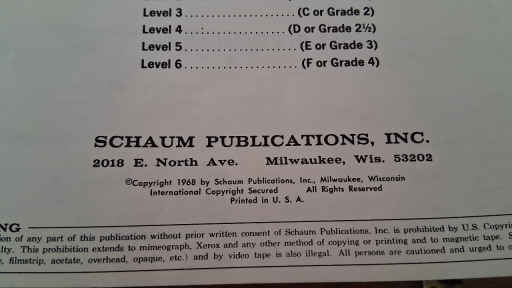 Level 3 ...................... (C or Grade 2)
Level 4 ...:................ (D or Grade 2½)
Level 5 ...................... (E or Grade 3)
Level 6 ...................... (F or Grade 4)
SCHAUM PUBLICATIONS, INC.
2018 E. North Ave. Milwaukee, Wis. 53202
©Copyright 1968 by Schaum Publications, Inc., Milwaukee, Wisconsin
International Copyright Secured All Rights Reserved
Printed in U. S. A.
NG
ion of any part of this publication without prior written consent of Schaum Publications, Inc. is prohibited by U.S. Copyri
lty. This prohibition extends to mimeograph, Xerox and any other method of copying or printing and to magnetic tape. S
e, filmstrip, acetate, overhead, opaque, etc.) and by video tape is also illegal. All persons are cautioned and urged to